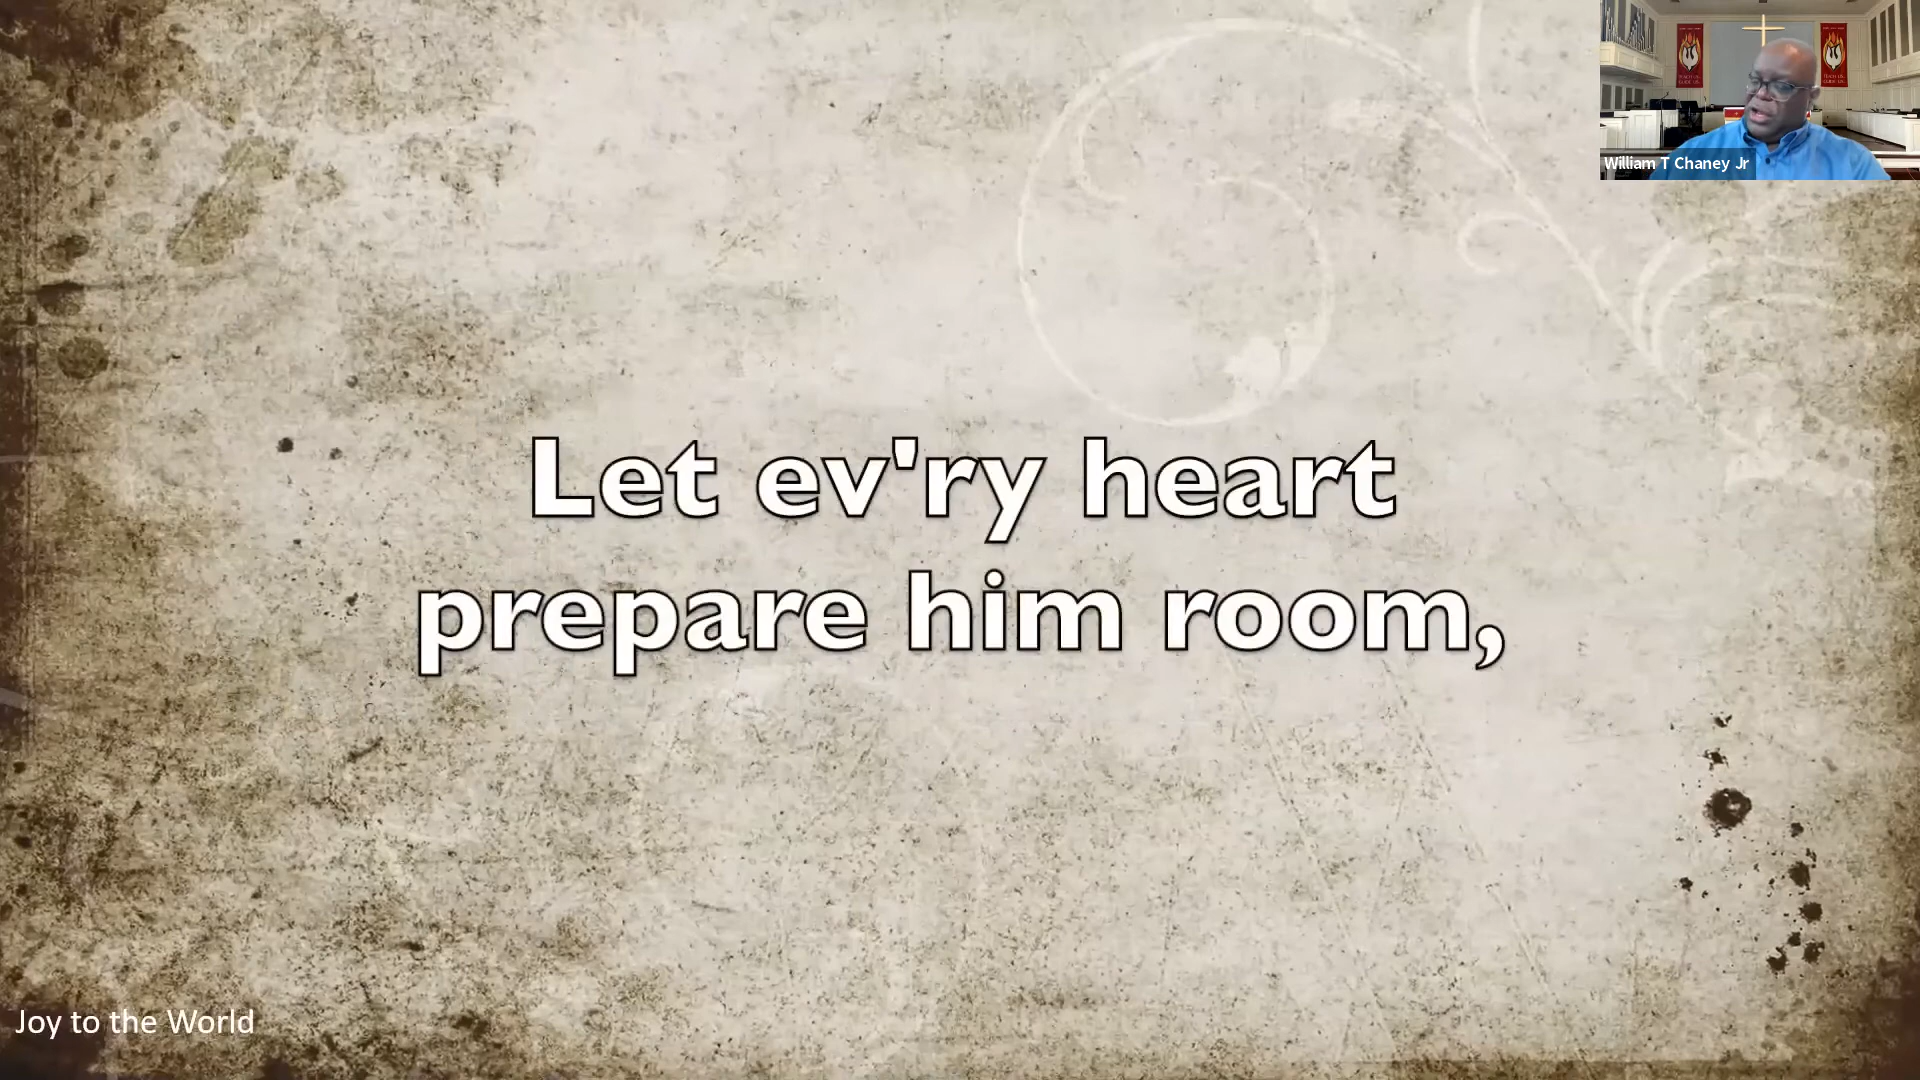 William T Chaney Jr
Let ev'ry heart
prepare him room,
Joy to the World